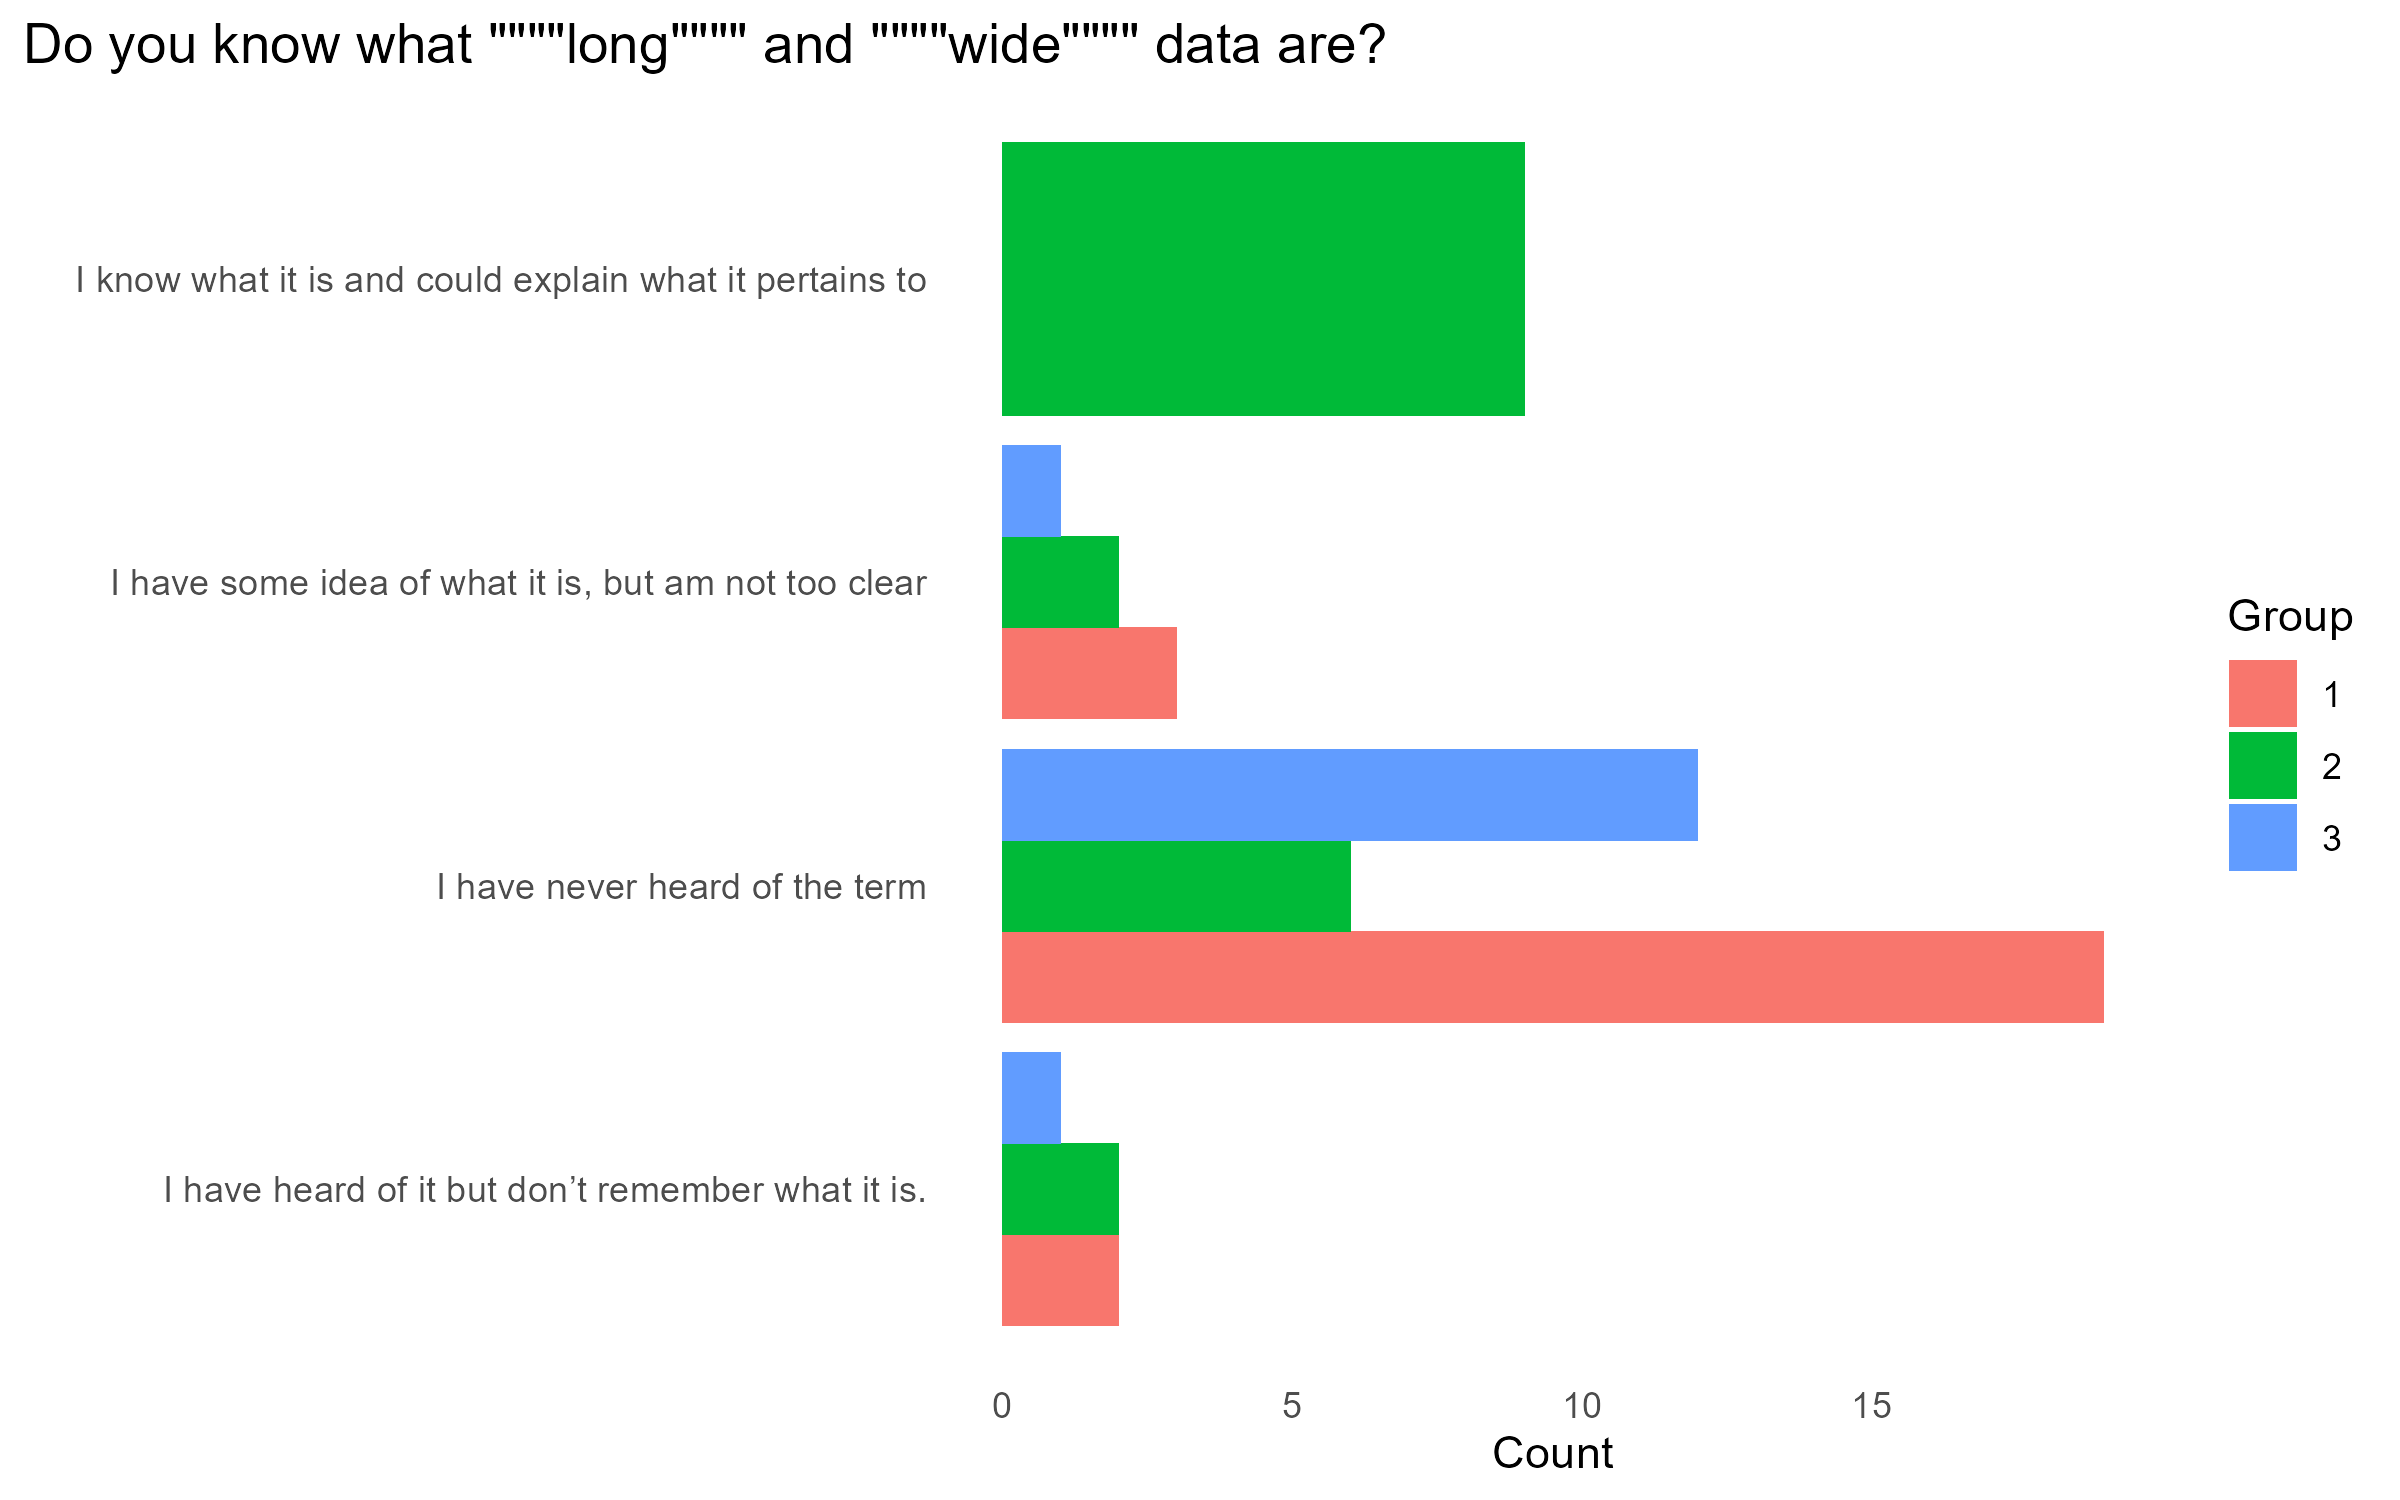 Do you know what """"long"""" and """"wide"""" data are?
I know what it is and could explain what it pertains to
I have some idea of what it is, but am not too clear
I have never heard of the term
I have heard of it but don’t remember what it is.
0 5 10 15
Count
Group
1
2
3